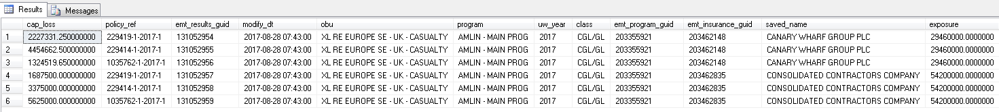 Results Messages
cap_loss policy_ref emt_results_guid modify_dt obu program uw_year class emt_program_guid emt_insurance_guid saved_name exposure
1 2227331.250000000 229419-1-2017-1 131052954 2017-08-28 07:43:00 XL RE EUROPE SE - UK - CASUALTY AMLIN - MAIN PROG 2017 CGL/GL 203355921 203462148 CANARY WHARF GROUP PLC 29460000.0000000
2 4454662.500000000 229414-1-2017-1 131052955 2017-08-28 07:43:00 XL RE EUROPE SE - UK - CASUALTY AMLIN - MAIN PROG 2017 CGL/GL 203355921 203462148 CANARY WHARF GROUP PLC 29460000.0000000
3 1324519.650000000 1035762-1-2017-1 131052956 2017-08-28 07:43:00 XL RE EUROPE SE - UK - CASUALTY AMLIN - MAIN PROG 2017 CGL/GL 203355921 203462148 CANARY WHARF GROUP PLC 29460000.0000000
4 1687500.000000000 229419-1-2017-1 131052957 2017-08-28 07:43:00 XL RE EUROPE SE - UK - CASUALTY AMLIN - MAIN PROG 2017 CGL/GL 203355921 203462835 CONSOLIDATED CONTRACTORS COMPANY 54200000.0000000
5 3375000.000000000 229414-1-2017-1 131052958 2017-08-28 07:43:00 XL RE EUROPE SE - UK - CASUALTY AMLIN - MAIN PROG 2017 CGL/GL 203355921 203462835 CONSOLIDATED CONTRACTORS COMPANY 54200000.0000000
6 5625000.000000000 1035762-1-2017-1 131052959 2017-08-28 07:43:00 XL RE EUROPE SE - UK - CASUALTY AMLIN - MAIN PROG 2017 CGL/GL 203355921 203462835 CONSOLIDATED CONTRACTORS COMPANY 54200000.0000000